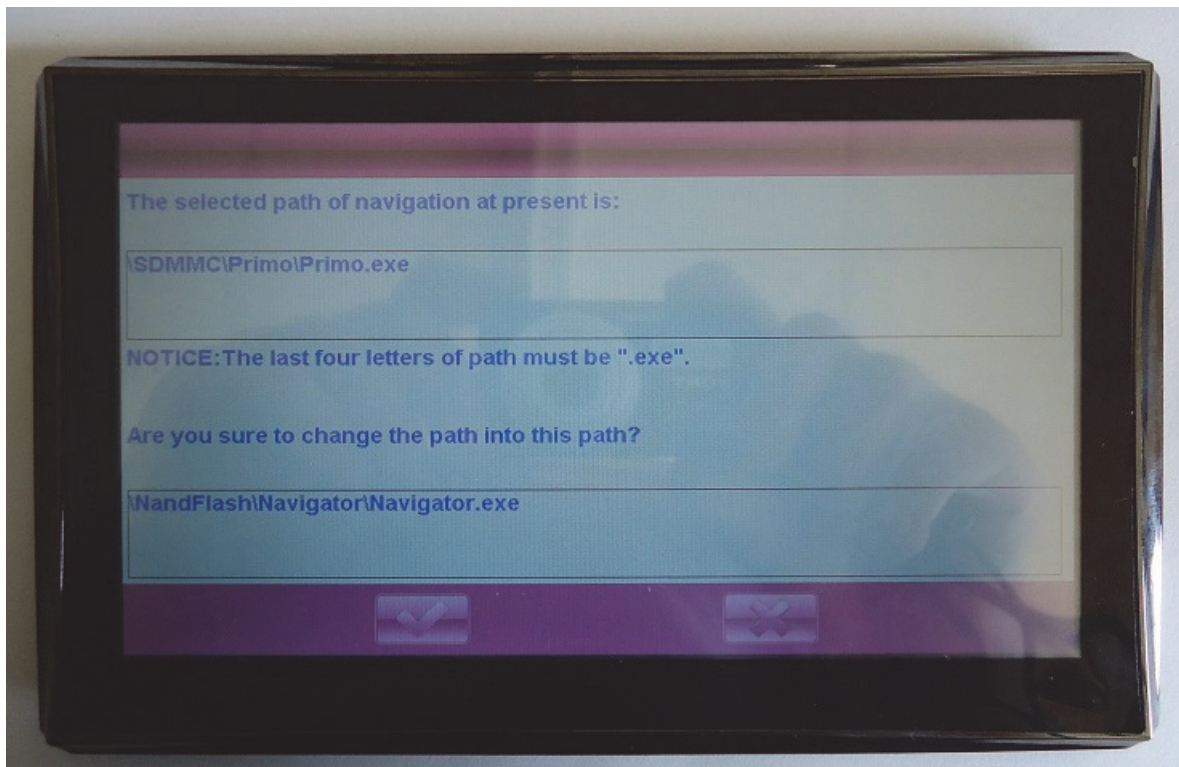 The selected path of navigation at present is:
\SDMMC\Primo\Primo.exe
NOTICE:The last four letters of path must be ".exe".
Are you sure to change the path into this path?
\NandFlash\Navigator\Navigator.exe